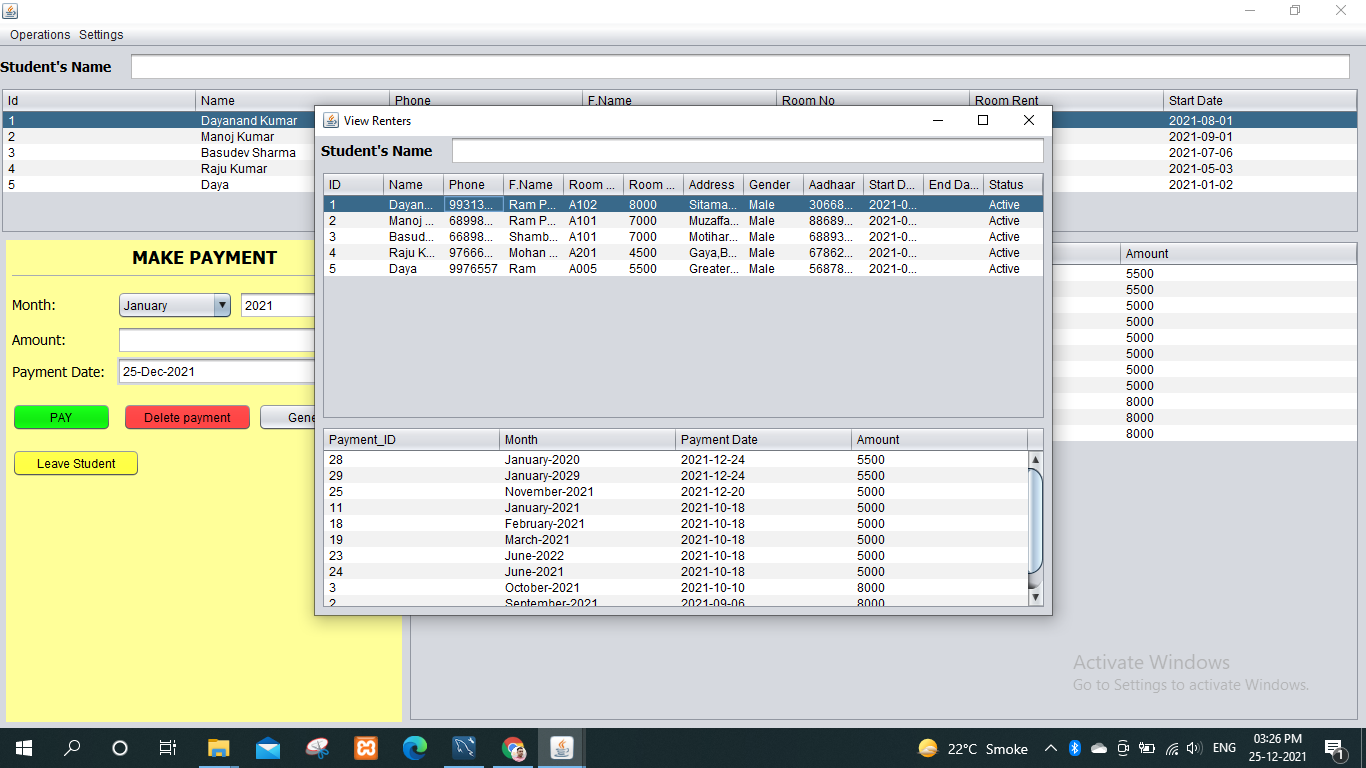 Operations Settings
Student's Name
Id Name Phone F.Name Room No Room Rent Start Date
1 Dayanand Kumar 2021-08-01
2 Manoj Kumar 2021-09-01
3 Basudev Sharma 2021-07-06
4 Raju Kumar 2021-05-03
5 Daya 2021-01-02
MAKE PAYMENT
Month: January 2021
Amount:
Payment Date: 25-Dec-2021
PAY Delete payment Gene
Leave Student
Amount
5500
5500
5000
5000
5000
5000
5000
5000
8000
8000
8000
View Renters
Student's Name
ID Name Phone F.Name Room ... Room ... Address Gender Aadhaar Start D... End Da... Status
1 Dayan... 99313... Ram P... A102 8000 Sitama... Male 30668... 2021-0... Active
2 Manoj ... 68998... Ram P... A101 7000 Muzaffa... Male 88689... 2021-0... Active
3 Basud... 66898... Shamb... A101 7000 Motihar... Male 68893... 2021-0... Active
4 Raju K... 97666... Mohan ... A201 4500 Gaya,B... Male 67862... 2021-0... Active
5 Daya 9976557 Ram A005 5500 Greater... Male 56878... 2021-0... Active
Payment_ID Month Payment Date Amount
28 January-2020 2021-12-24 5500
29 January-2029 2021-12-24 5500
25 November-2021 2021-12-20 5000
11 January-2021 2021-10-18 5000
18 February-2021 2021-10-18 5000
19 March-2021 2021-10-18 5000
23 June-2022 2021-10-18 5000
24 June-2021 2021-10-18 5000
3 October-2021 2021-10-10 8000
2 September-2021 2021-09-06 8000
Activate Windows
Go to Settings to activate Windows.
22°C Smoke ENG 03:26 PM
25-12-2021
1